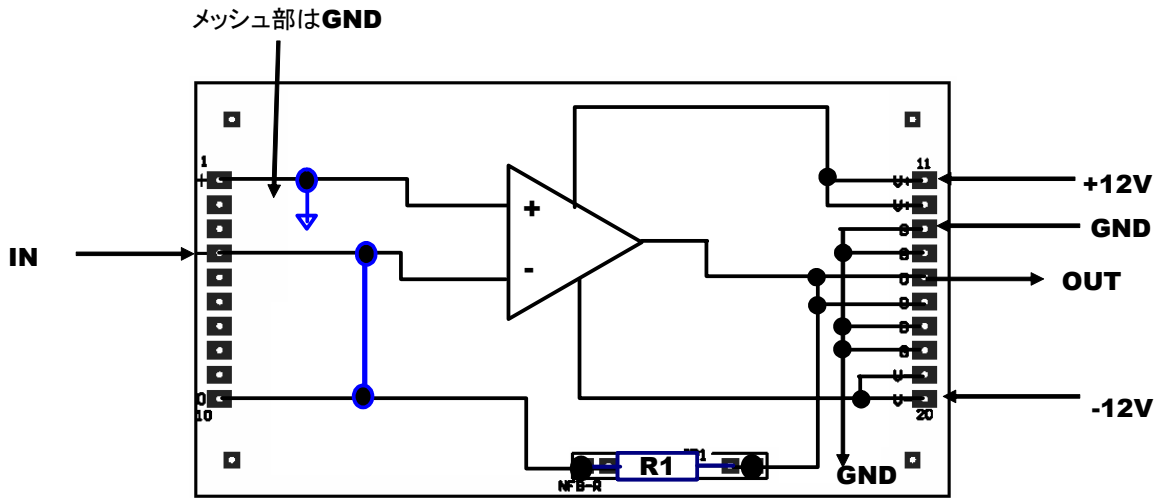 メッシュ部はGND
1
+
IN
-
O
10
+
-
11
V+
V+
G
G
O
O
G
G
V-
V-
20
+12V
GND
OUT
-12V
GND
R1
NFB-R